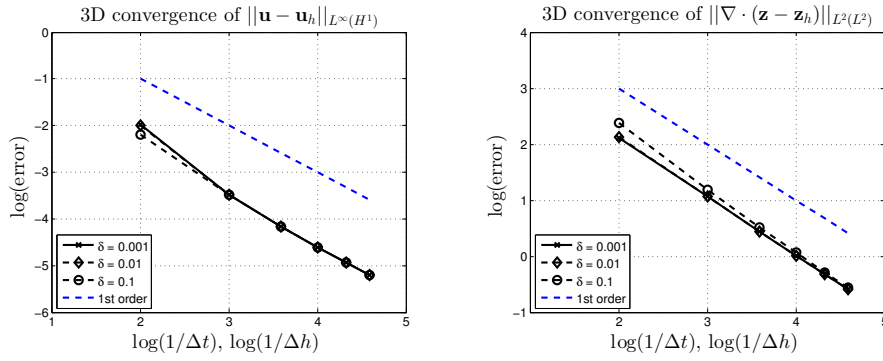 3D convergence of ||u − u_h||_{L^∞(H^1)}
log(error)
0
−1
−2
−3
−4
−5
−6
δ = 0.001
δ = 0.01
δ = 0.1
1st order
1 2 3 4 5
log(1/Δt), log(1/Δh)
3D convergence of ||∇ · (z − z_h)||_{L^2(L^2)}
log(error)
4
3
2
1
0
−1
δ = 0.001
δ = 0.01
δ = 0.1
1st order
1 2 3 4 5
log(1/Δt), log(1/Δh)